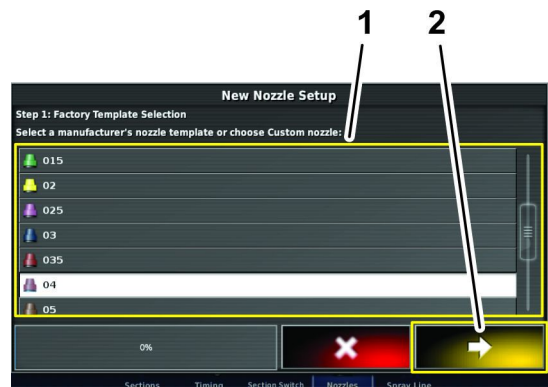 1 2
New Nozzle Setup
Step 1: Factory Template Selection
Select a manufacturer's nozzle template or choose Custom nozzle:
015
02
025
03
035
04
05
0%
Sections Timing Section Switch Nozzles Spray Line